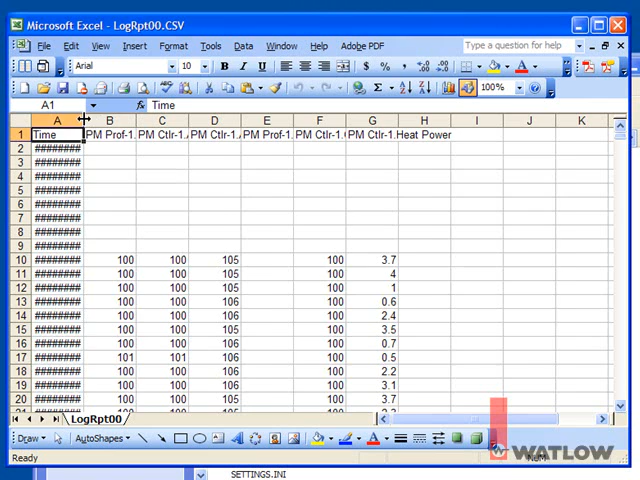 Microsoft Excel - LogRpt00.CSV
File Edit View Insert Format Tools Data Window Help Adobe PDF Type a question for help
Arial 10 B I U $ %
Σ 100%
A1 fx Time
A B C D E F G H I J K
1 Time PM Prof-1. PM Ctlr-1./ PM Ctlr-1./ PM Prof-1. PM Ctlr-1.( PM Ctlr-1.Heat Power
2 ########
3 ########
4 ########
5 ########
6 ########
7 ########
8 ########
9 ########
10 ######## 100 100 105 100 3.7
11 ######## 100 100 105 100 4
12 ######## 100 100 105 100 1
13 ######## 100 100 106 100 0.6
14 ######## 100 100 106 100 2.4
15 ######## 100 100 105 100 3.5
16 ######## 100 100 106 100 0.7
17 ######## 101 101 106 100 0.5
18 ######## 100 100 106 100 2.2
19 ######## 100 100 106 100 3.1
20 ######## 100 100 105 100 3.7
21 ######## 100 100 105 100
LogRpt00
Draw AutoShapes
Ready NUM
WATLOW
SETTINGS.INI